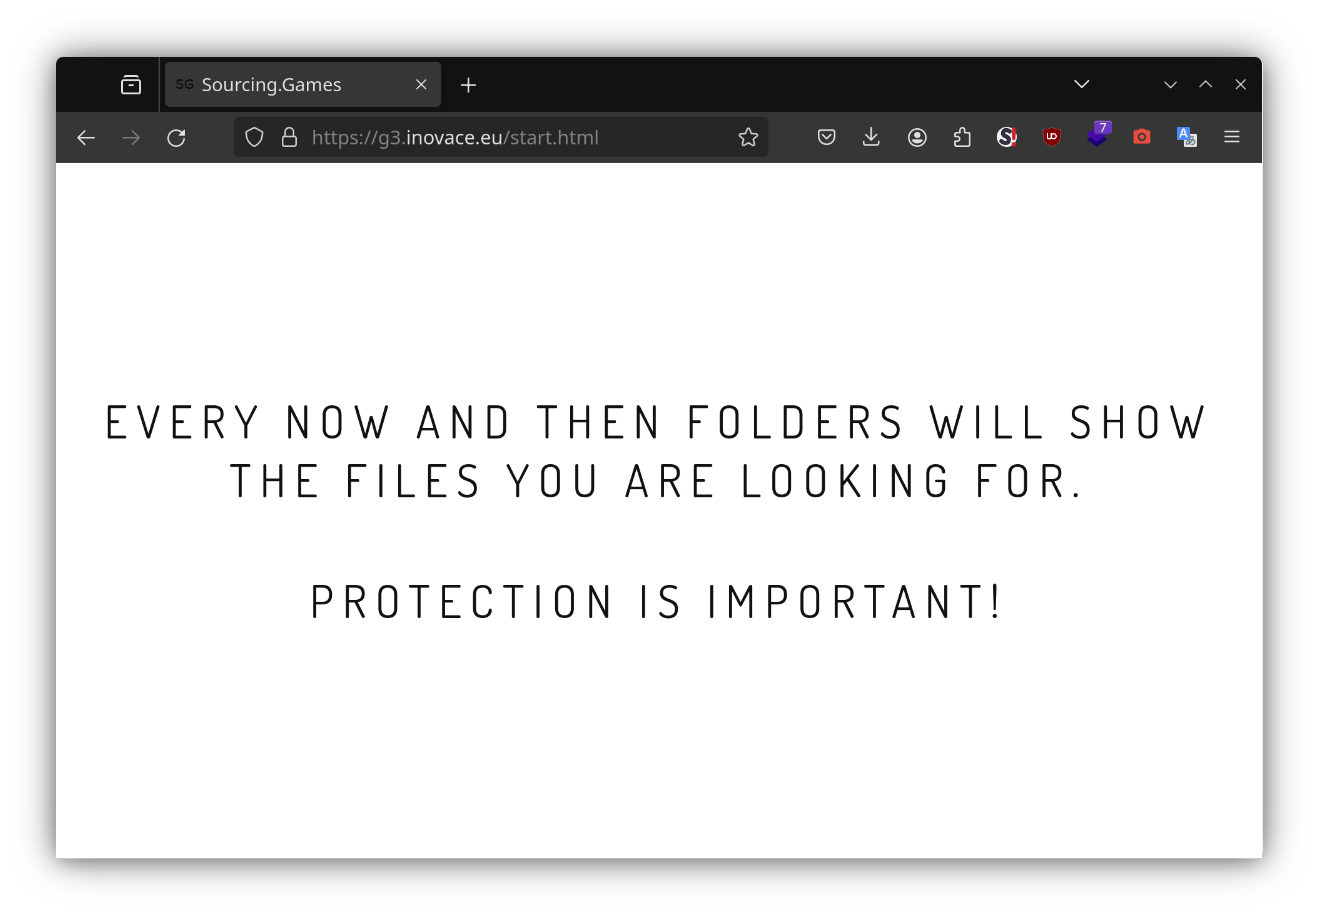 SG Sourcing.Games
https://g3.inovace.eu/start.html
7
EVERY NOW AND THEN FOLDERS WILL SHOW
THE FILES YOU ARE LOOKING FOR.
PROTECTION IS IMPORTANT!